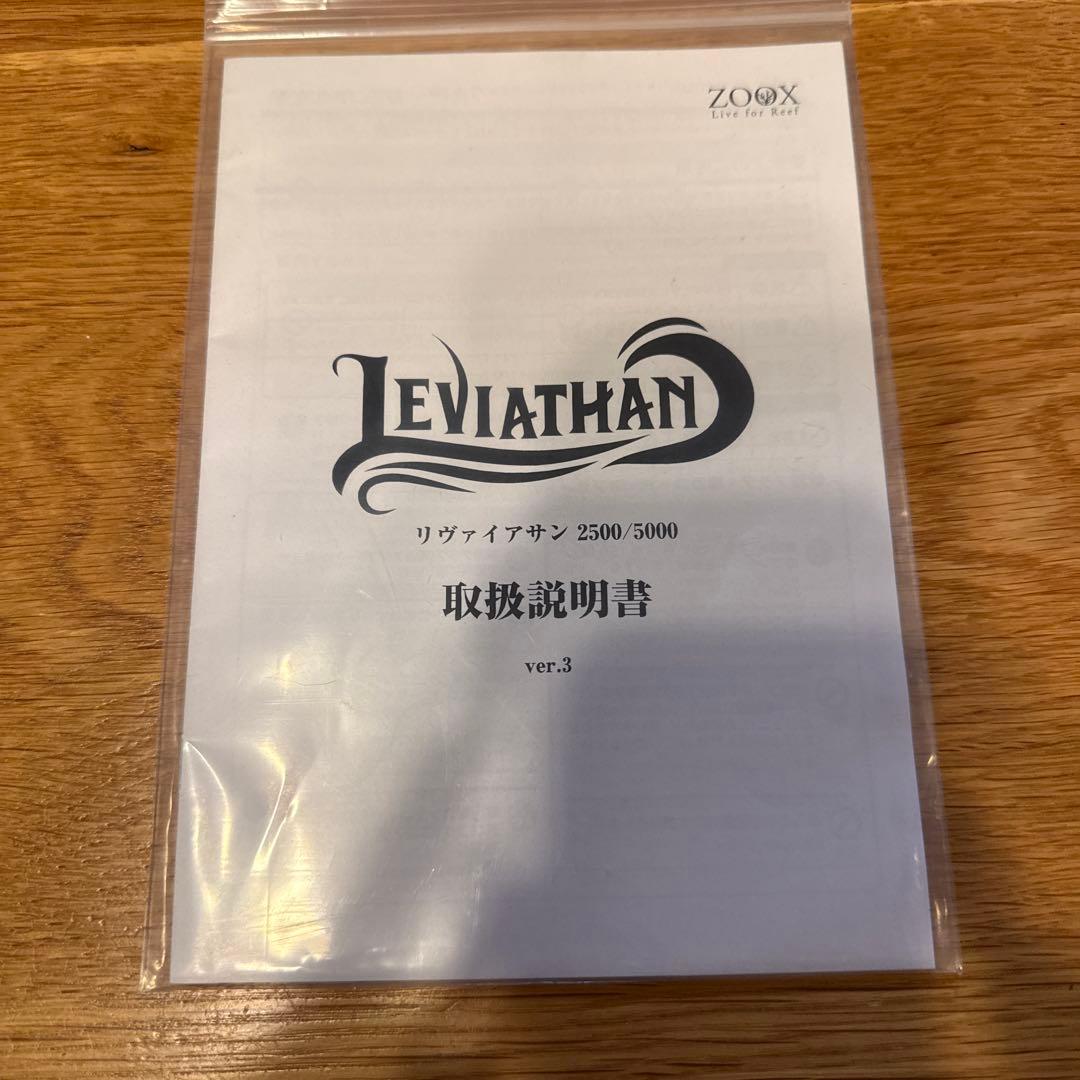 ZOOX
Live for Reef
LEVIATHAN
リヴァイアサン 2500/5000
取扱説明書
ver.3